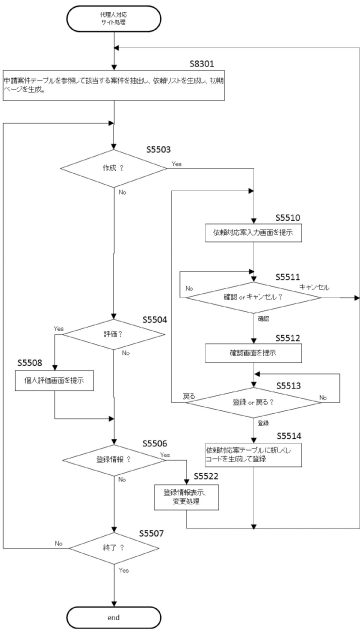 代理人対応
サイト処理
S8301
申請案件テーブルを参照して該当する案件を抽出し、依頼リストを生成し、初期
ページを生成。
S5503
作成 ?
Yes
No
S5510
依頼対応案入力画面を提示
S5511
No
確認 or キャンセル ?
キャンセル
確認
S5504
Yes
評価?
No
S5512
確認画面を提示
S5508
個人評価画面を提示
S5513
戻る
登録 or 戻る ?
No
登録
S5506
登録情報 ?
Yes
No
S5514
依頼対応案テーブルに新しくレ
コードを生成して登録
S5522
登録情報表示、
変更処理
S5507
No
終了 ?
Yes
end